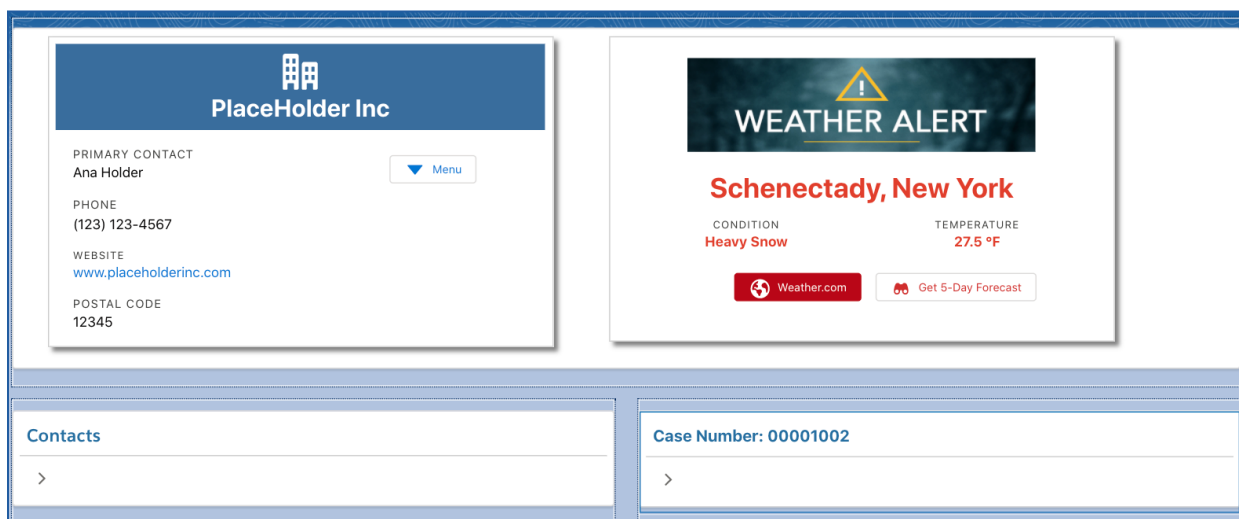 PlaceHolder Inc
PRIMARY CONTACT
Ana Holder
Menu
PHONE
(123) 123-4567
WEBSITE
www.placeholderinc.com
POSTAL CODE
12345
WEATHER ALERT
Schenectady, New York
CONDITION
Heavy Snow
TEMPERATURE
27.5 ºF
Weather.com
Get 5-Day Forecast
Contacts
Case Number: 00001002